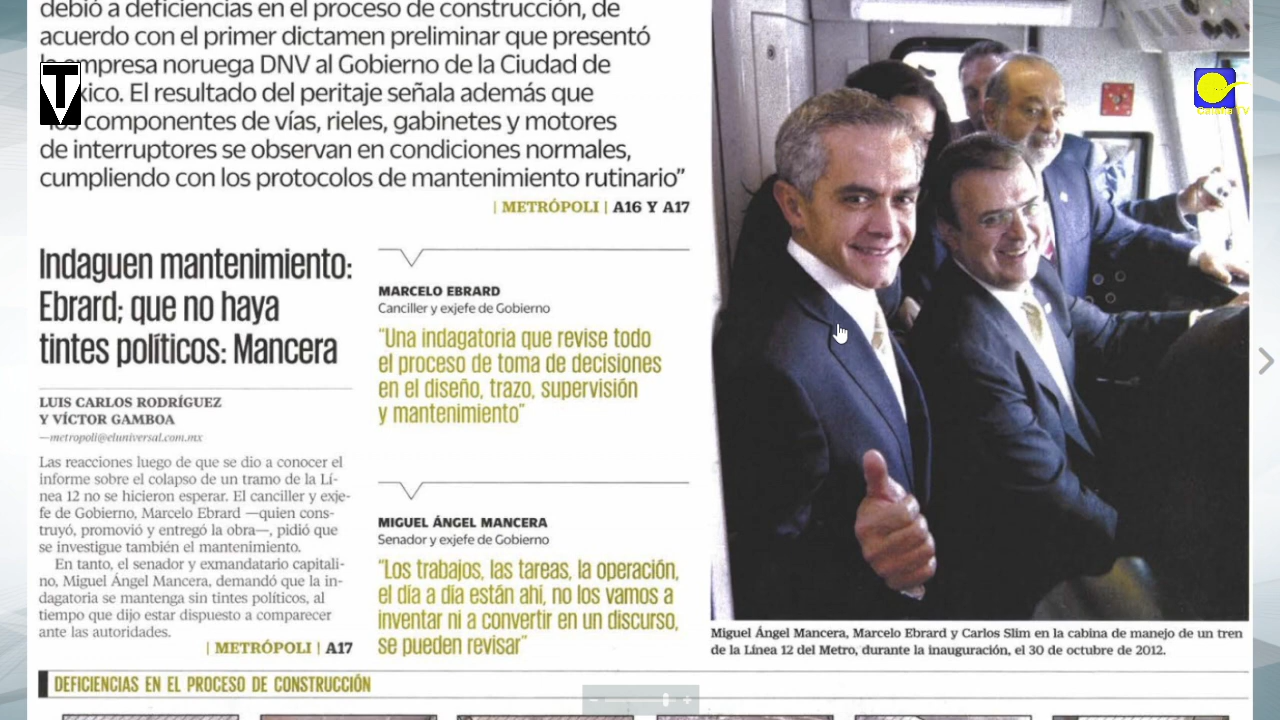 debió a deficiencias en el proceso de construcción, de
acuerdo con el primer dictamen preliminar que presentó
la empresa noruega DNV al Gobierno de la Ciudad de
xico. El resultado del peritaje señala además que
los componentes de vías, rieles, gabinetes y motores
de interruptores se observan en condiciones normales,
cumpliendo con los protocolos de mantenimiento rutinario”
| METRÓPOLI | A16 Y A17
Indaguen mantenimiento:
Ebrard; que no haya
tintes políticos: Mancera
LUIS CARLOS RODRÍGUEZ
Y VÍCTOR GAMBOA
—metropoli@eluniversal.com.mx
Las reacciones luego de que se dio a conocer el
informe sobre el colapso de un tramo de la Lí-
nea 12 no se hicieron esperar. El canciller y exje-
fe de Gobierno, Marcelo Ebrard —quien cons-
truyó, promovió y entregó la obra—, pidió que
se investigue también el mantenimiento.
En tanto, el senador y exmandatario capitali-
no, Miguel Ángel Mancera, demandó que la in-
dagatoria se mantenga sin tintes políticos, al
tiempo que dijo estar dispuesto a comparecer
ante las autoridades.
| METRÓPOLI | A17
MARCELO EBRARD
Canciller y exjefe de Gobierno
“Una indagatoria que revise todo
el proceso de toma de decisiones
en el diseño, trazo, supervisión
y mantenimiento”
MIGUEL ÁNGEL MANCERA
Senador y exjefe de Gobierno
“Los trabajos, las tareas, la operación,
el día a día están ahí, no los vamos a
inventar ni a convertir en un discurso,
se pueden revisar”
Miguel Ángel Mancera, Marcelo Ebrard y Carlos Slim en la cabina de manejo de un tren
de la Línea 12 del Metro, durante la inauguración, el 30 de octubre de 2012.
DEFICIENCIAS EN EL PROCESO DE CONSTRUCCIÓN